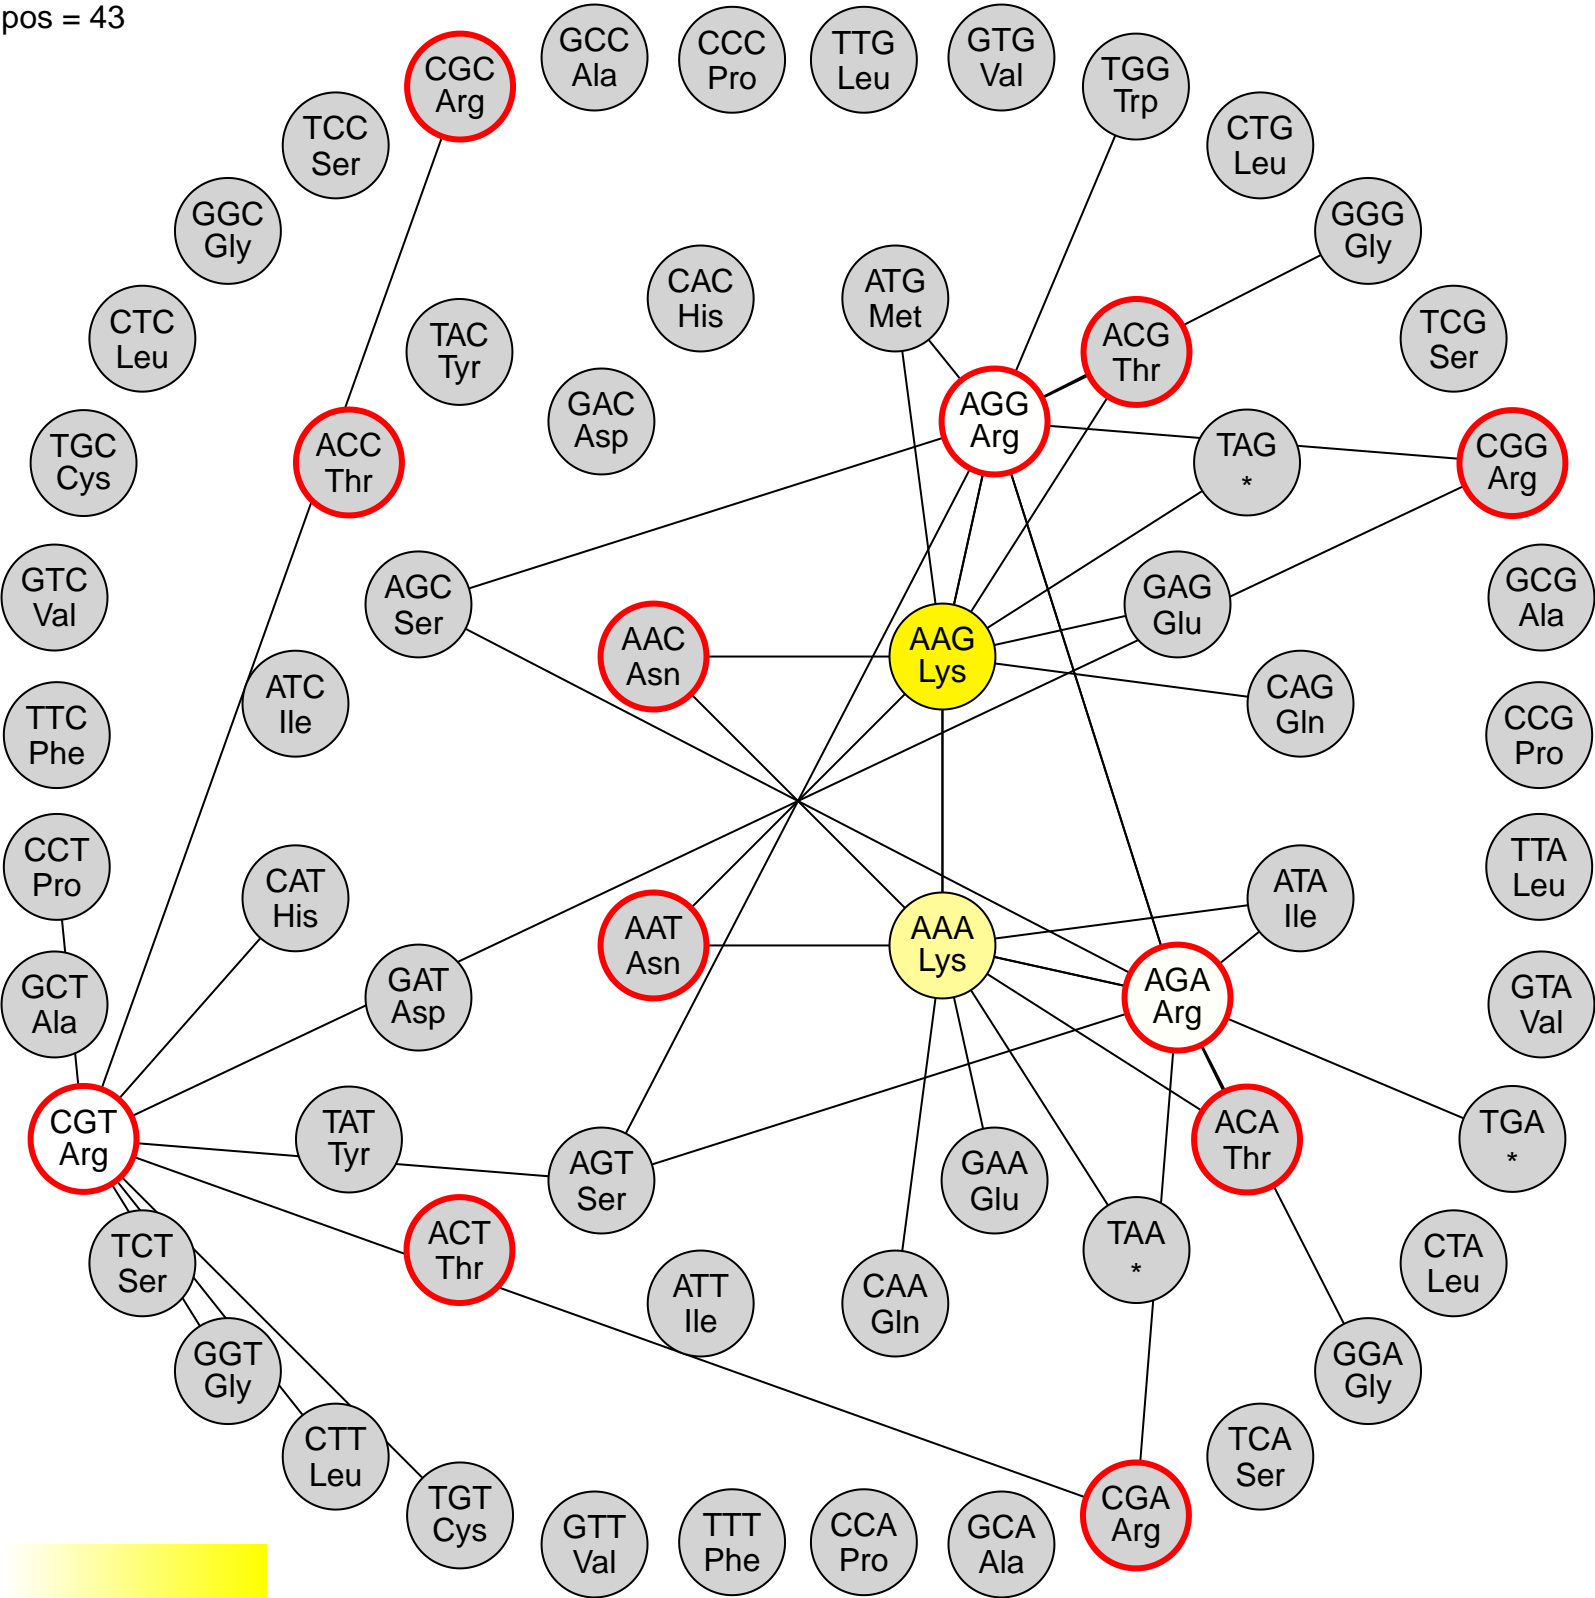 pos = 43
GCC
Ala
CCC
Pro
TTG
Leu
GTG
Val
CGC
Arg
TGG
Trp
TCC
Ser
CTG
Leu
GGC
Gly
GGG
Gly
CAC
His
ATG
Met
CTC
Leu
TCG
Ser
TAC
Tyr
ACG
Thr
GAC
Asp
AGG
Arg
TGC
Cys
ACC
Thr
TAG
*
CGG
Arg
GTC
Val
AGC
Ser
GAG
Glu
GCG
Ala
AAC
Asn
AAG
Lys
ATC
Ile
CAG
Gln
TTC
Phe
CCG
Pro
CCT
Pro
TTA
Leu
CAT
His
ATA
Ile
AAT
Asn
AAA
Lys
GCT
Ala
GAT
Asp
AGA
Arg
GTA
Val
CGT
Arg
TAT
Tyr
ACA
Thr
TGA
*
AGT
Ser
GAA
Glu
TCT
Ser
ACT
Thr
TAA
*
CTA
Leu
ATT
Ile
CAA
Gln
GGT
Gly
GGA
Gly
CTT
Leu
TCA
Ser
TGT
Cys
CGA
Arg
GTT
Val
TTT
Phe
CCA
Pro
GCA
Ala